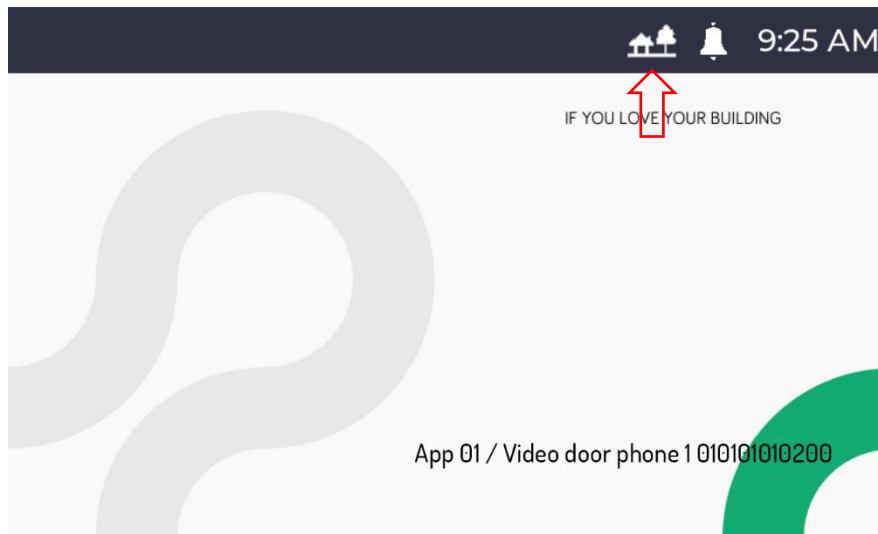 9:25 AM
IF YOU LOVE YOUR BUILDING
App 01 / Video door phone 1 010101010200